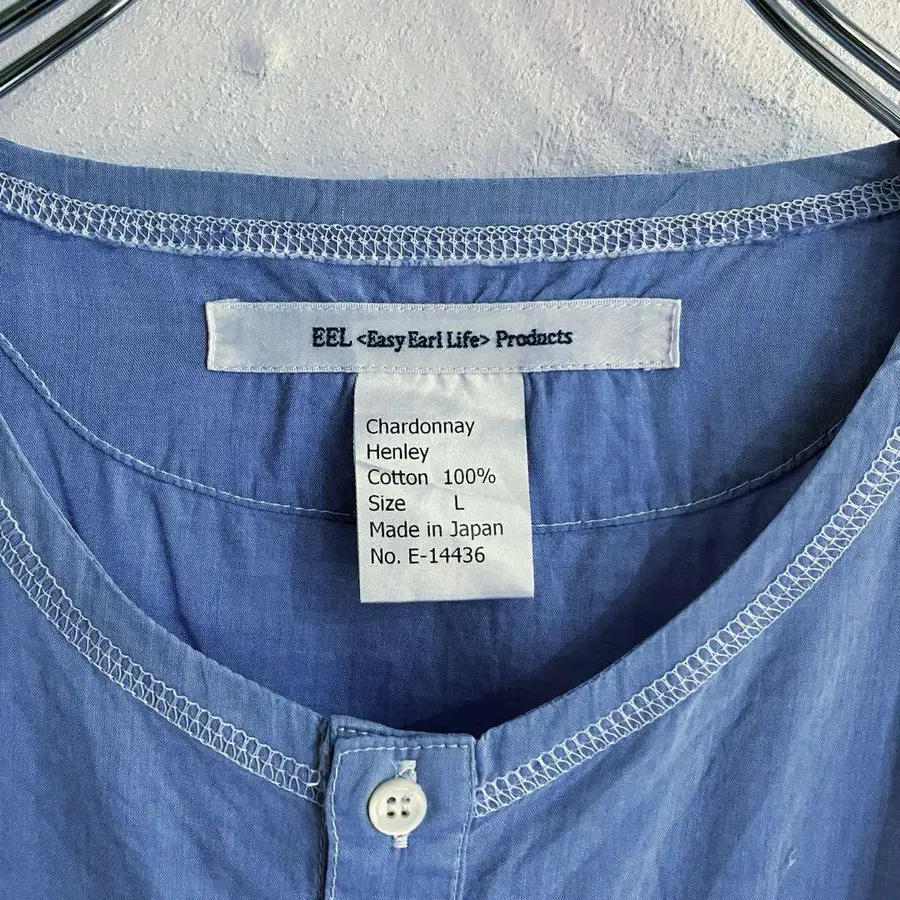 EEL <Easy Earl Life> Products
Chardonnay
Henley
Cotton 100%
Size L
Made in Japan
No. E-14436